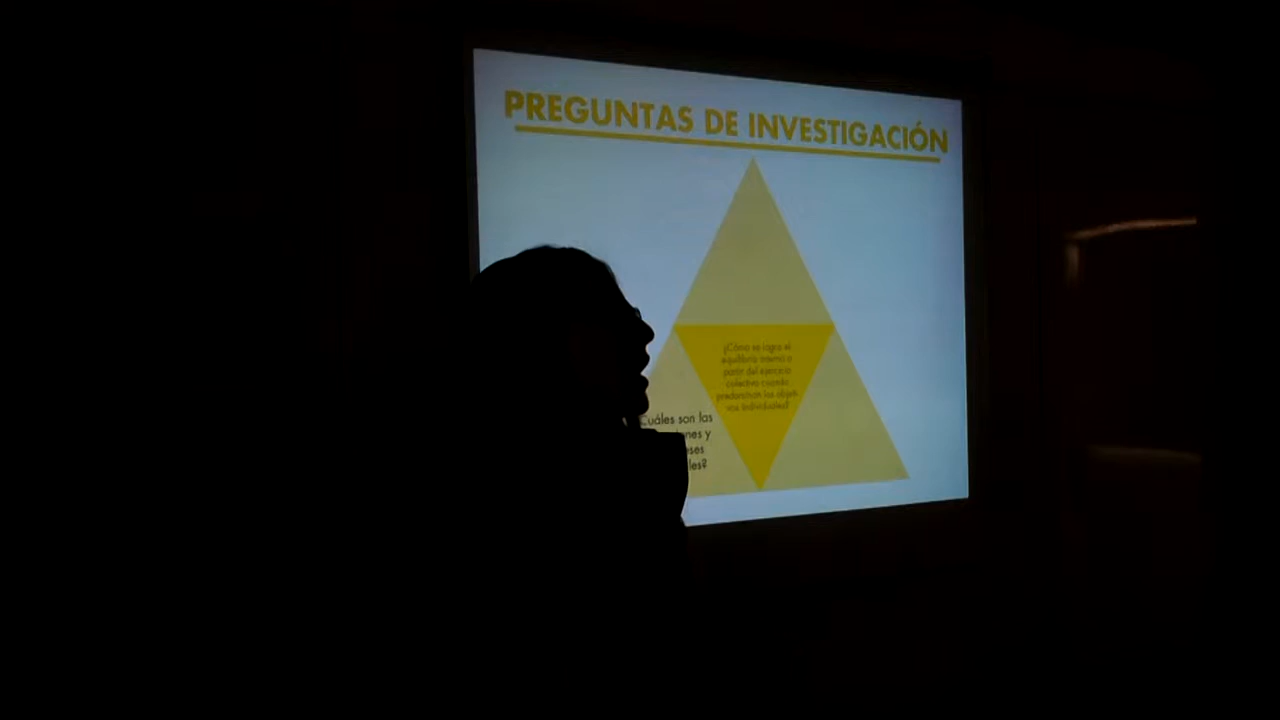 PREGUNTAS DE INVESTIGACIÓN
¿Cómo se logra el
equilibrio interno a
partir del ejercicio
colectivo cuando
predominan los objeti-
vos individuales?
Cuáles son las
nes y
ses
les?